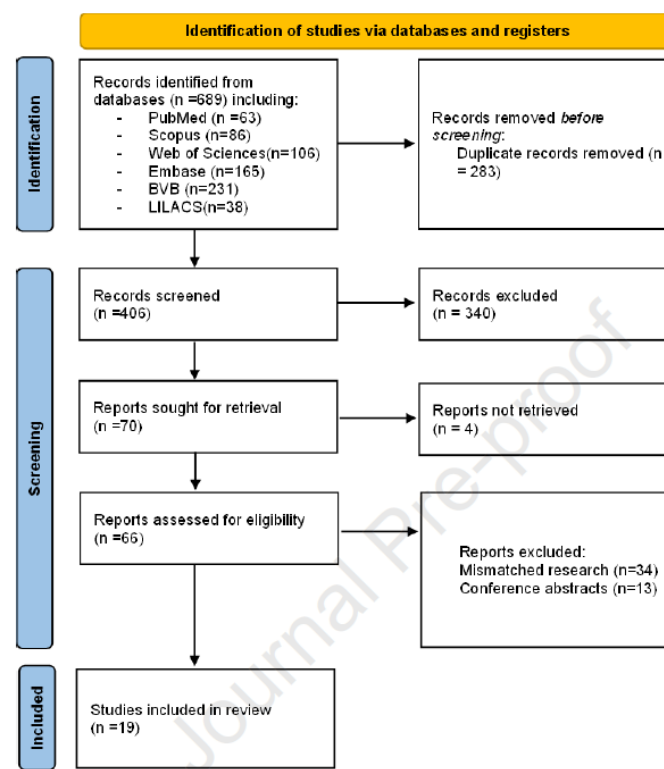 Identification of studies via databases and registers
Identification
Records identified from
databases (n =689) including:
- PubMed (n =63)
- Scopus (n=86)
- Web of Sciences(n=106)
- Embase (n=165)
- BVB (n=231)
- LILACS(n=38)
Records removed before
screening:
Duplicate records removed (n
= 283)
Screening
Records screened
(n =406)
Records excluded
(n = 340)
Reports sought for retrieval
(n =70)
Reports not retrieved
(n = 4)
Reports assessed for eligibility
(n =66)
Reports excluded:
Mismatched research (n=34)
Conference abstracts (n=13)
Included
Studies included in review
(n =19)
Journal Pre-proof